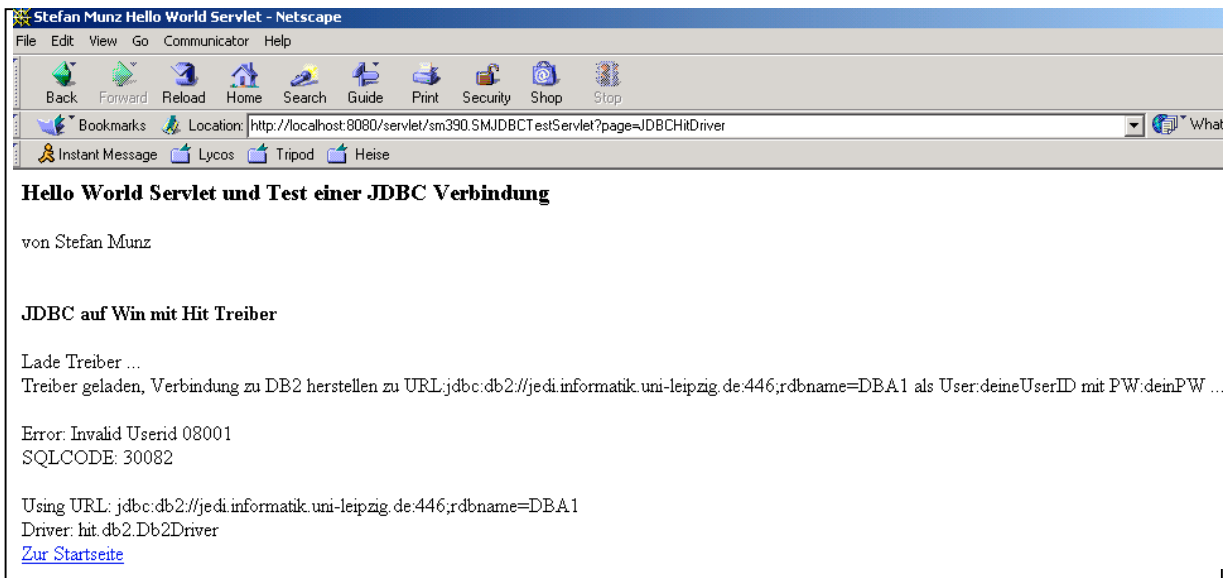 Stefan Munz Hello World Servlet - Netscape
File Edit View Go Communicator Help
Back Forward Reload Home Search Guide Print Security Shop Stop
Bookmarks Location: http://localhost:8080/servlet/sm390.SMJDBCTestServlet?page=JDBCHitDriver What
Instant Message Lycos Tripod Heise
Hello World Servlet und Test einer JDBC Verbindung
von Stefan Munz
JDBC auf Win mit Hit Treiber
Lade Treiber ...
Treiber geladen, Verbindung zu DB2 herstellen zu URL:jdbc:db2://jedi.informatik.uni-leipzig.de:446;rdbname=DBA1 als User:deineUserID mit PW:deinPW ...
Error: Invalid Userid 08001
SQLCODE: 30082
Using URL: jdbc:db2://jedi.informatik.uni-leipzig.de:446;rdbname=DBA1
Driver: hit.db2.Db2Driver
Zur Startseite